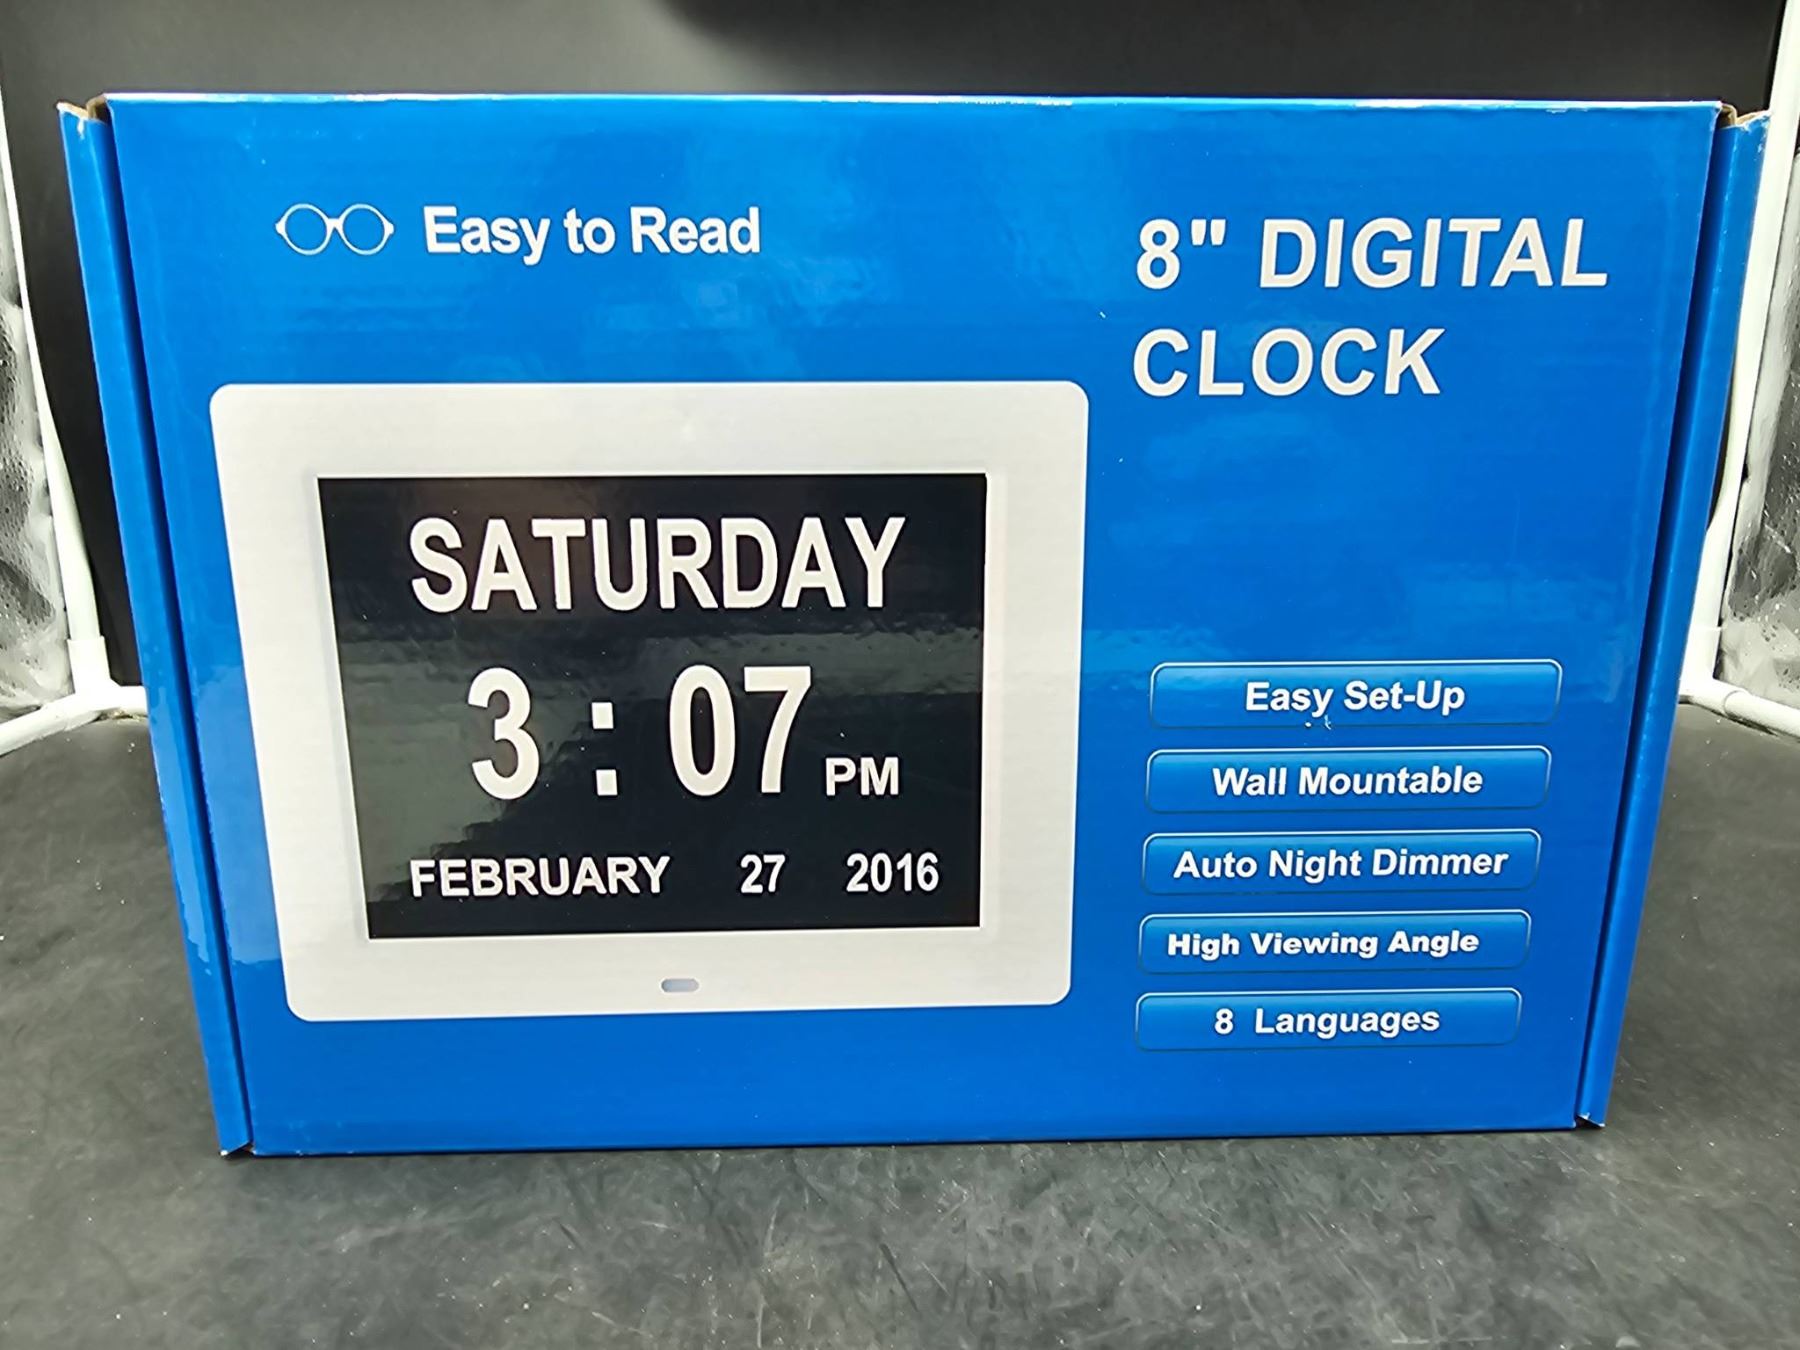 Easy to Read
8" DIGITAL
CLOCK
SATURDAY
3 : 07 PM
FEBRUARY 27 2016
Easy Set-Up
Wall Mountable
Auto Night Dimmer
High Viewing Angle
8 Languages